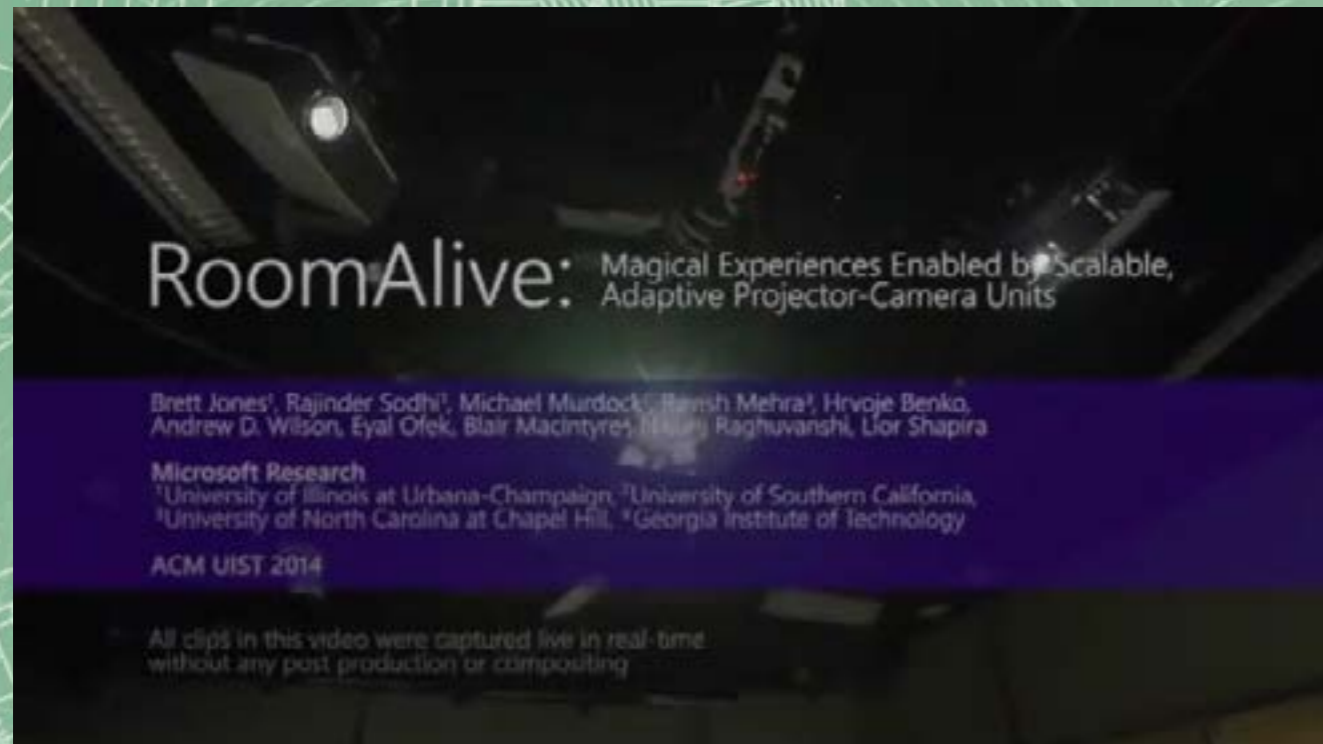 RoomAlive: Magical Experiences Enabled by Scalable,
Adaptive Projector-Camera Units
Brett Jones¹, Rajinder Sodhi¹, Michael Murdock², Ravish Mehra³, Hrvoje Benko,
Andrew D. Wilson, Eyal Ofek, Blair MacIntyre⁴, Raghuvanshi, Lior Shapira
Microsoft Research
¹University of Illinois at Urbana-Champaign, ²University of Southern California,
³University of North Carolina at Chapel Hill, ⁴Georgia Institute of Technology
ACM UIST 2014
All clips in this video were captured live in real-time
without any post production or compositing